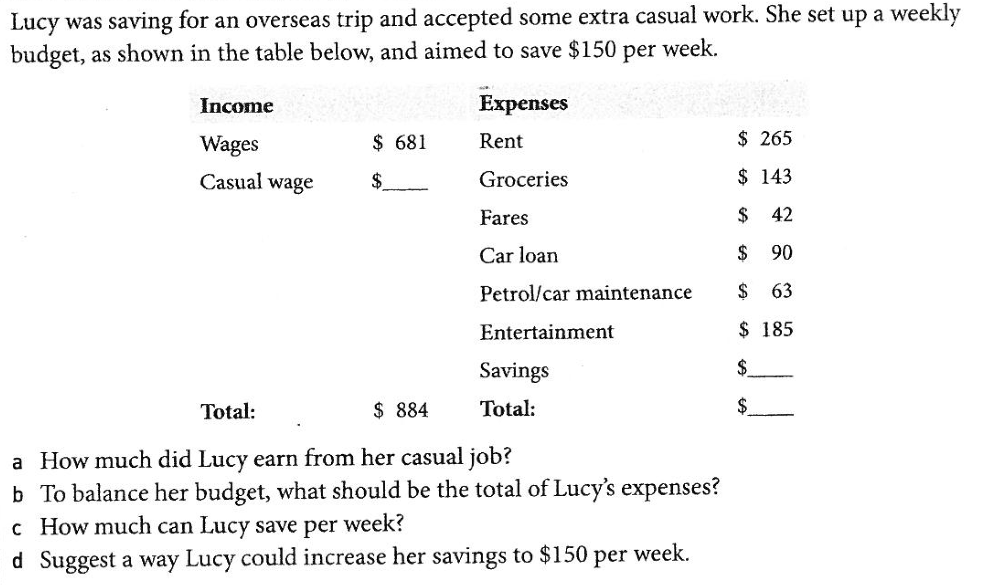 Lucy was saving for an overseas trip and accepted some extra casual work. She set up a weekly
budget, as shown in the table below, and aimed to save $150 per week.
Income Expenses
Wages $ 681 Rent $ 265
Casual wage $____ Groceries $ 143
Fares $ 42
Car loan $ 90
Petrol/car maintenance $ 63
Entertainment $ 185
Savings $____
Total: $ 884 Total: $____
a How much did Lucy earn from her casual job?
b To balance her budget, what should be the total of Lucy's expenses?
c How much can Lucy save per week?
d Suggest a way Lucy could increase her savings to $150 per week.